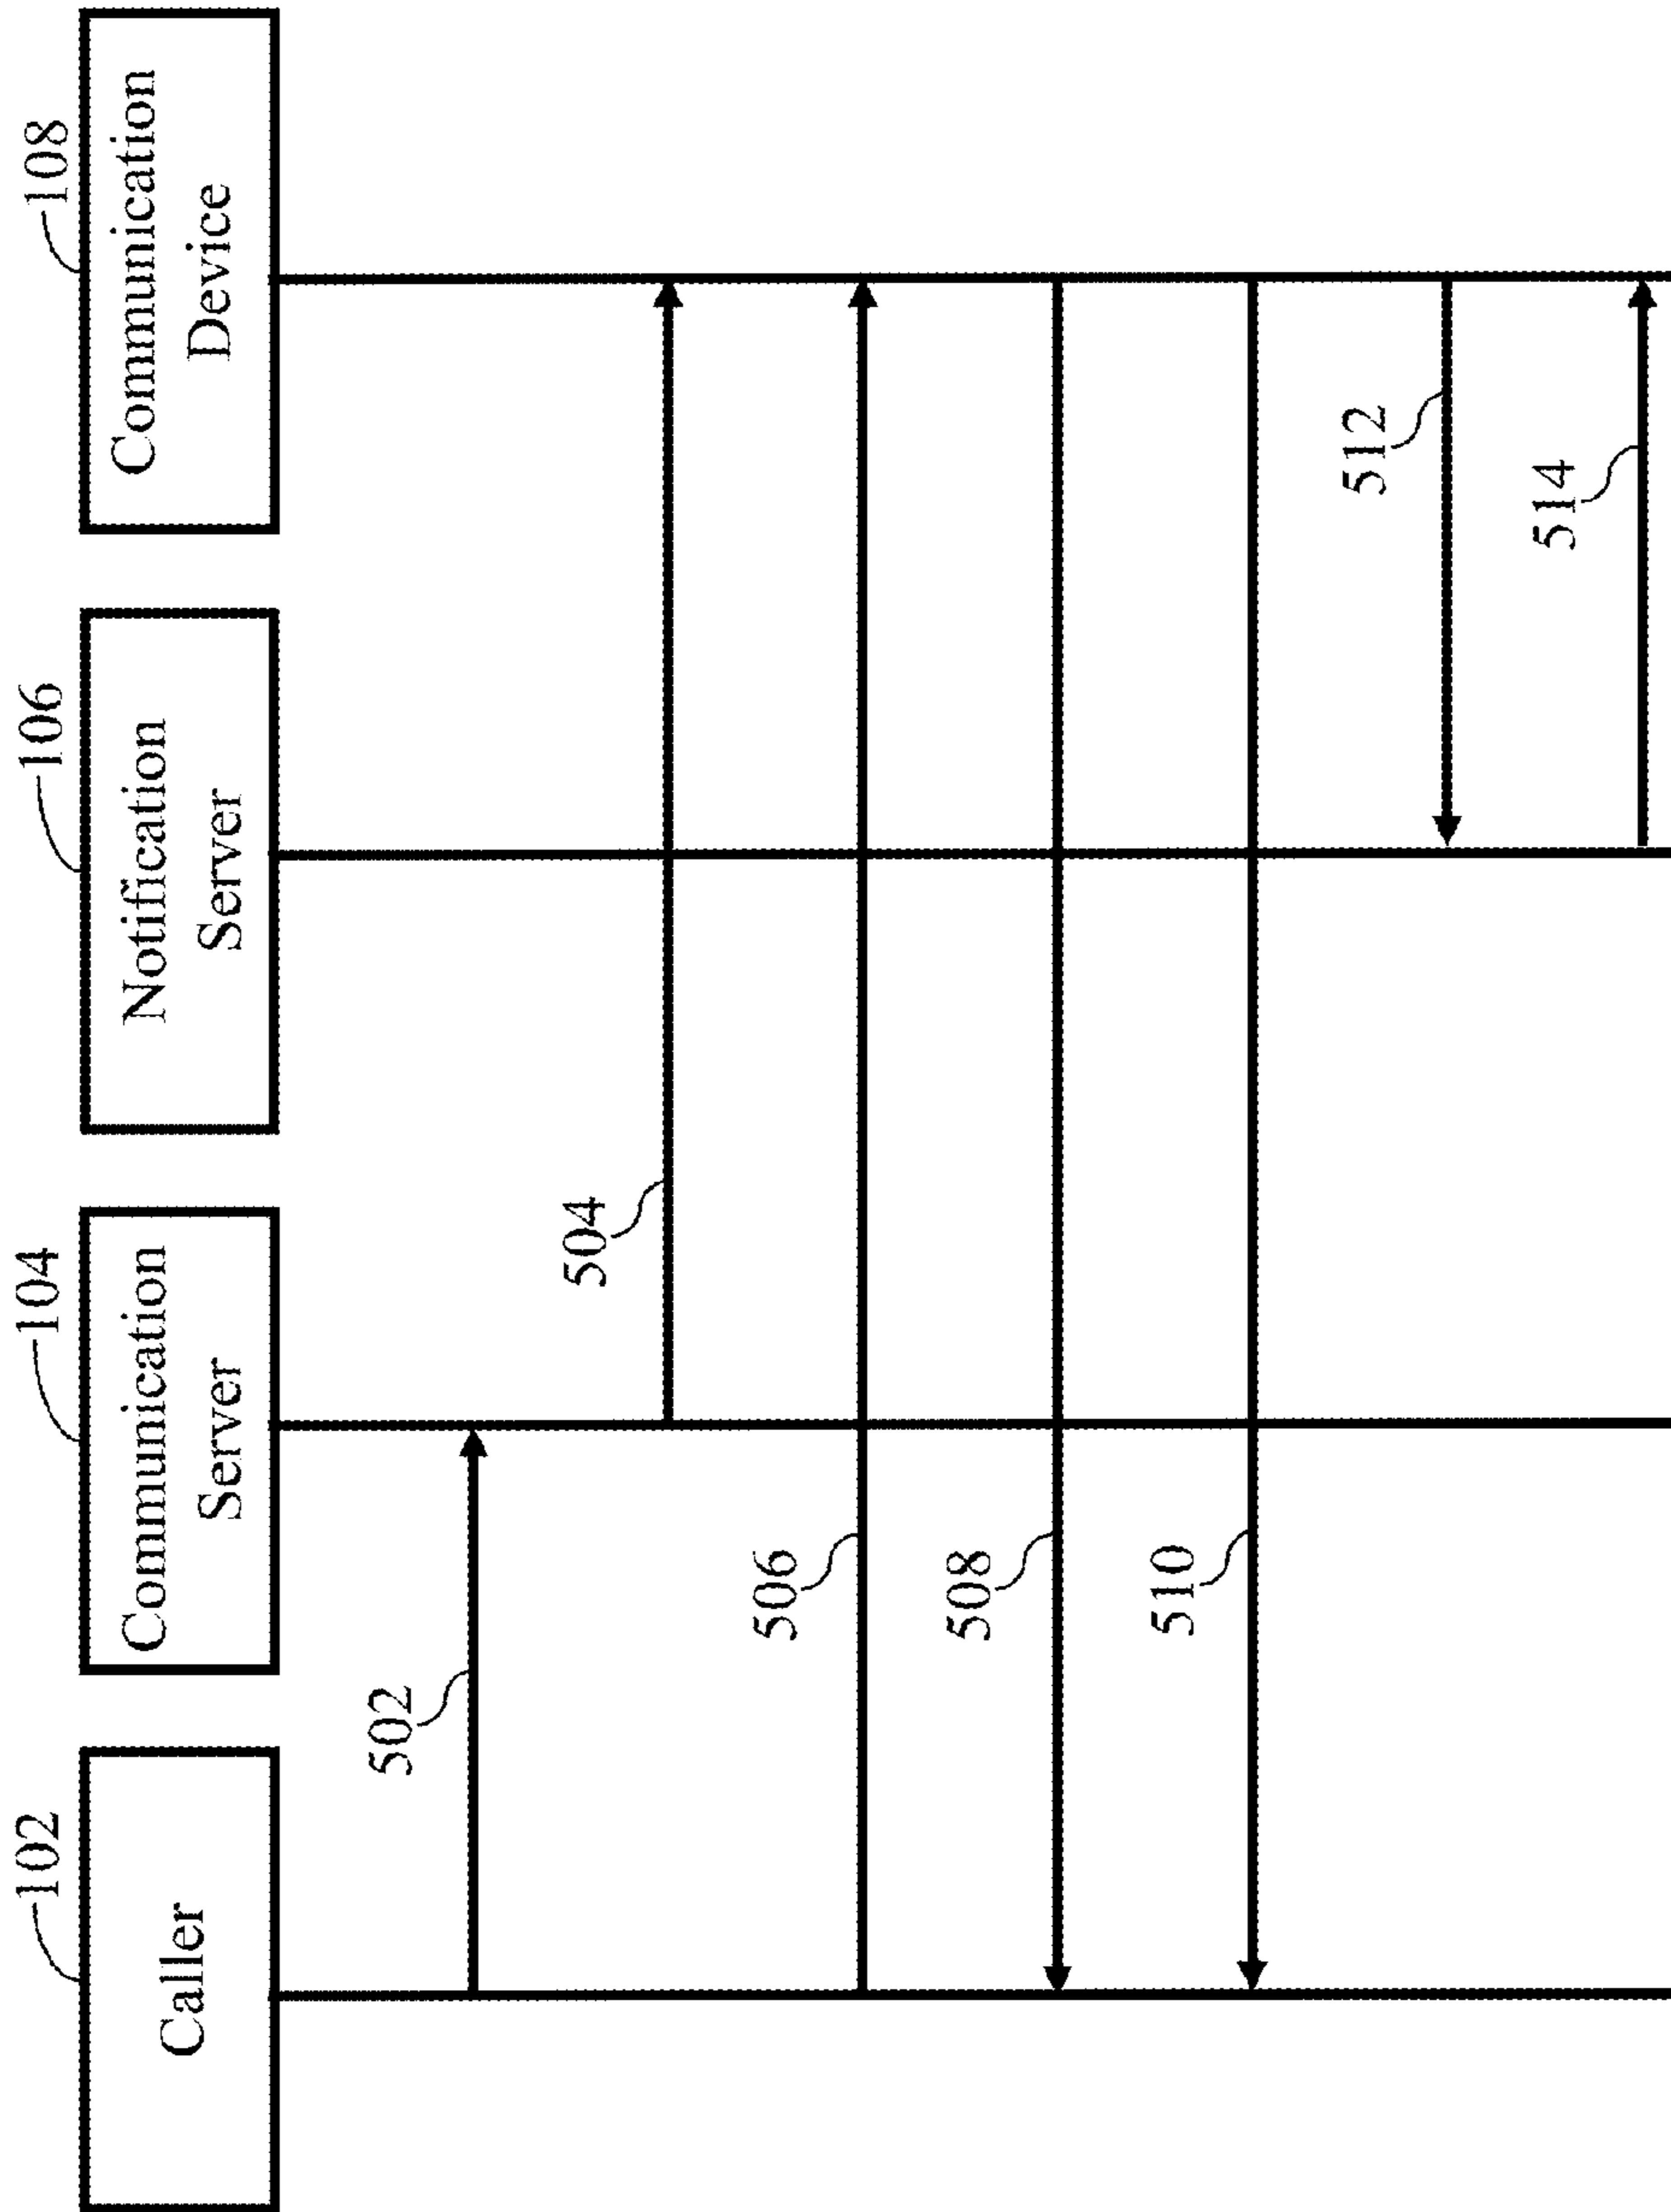 102
Caller
104
Communication
Server
106
Notification
Server
108
Communication
Device
502
504
506
508
510
512
514